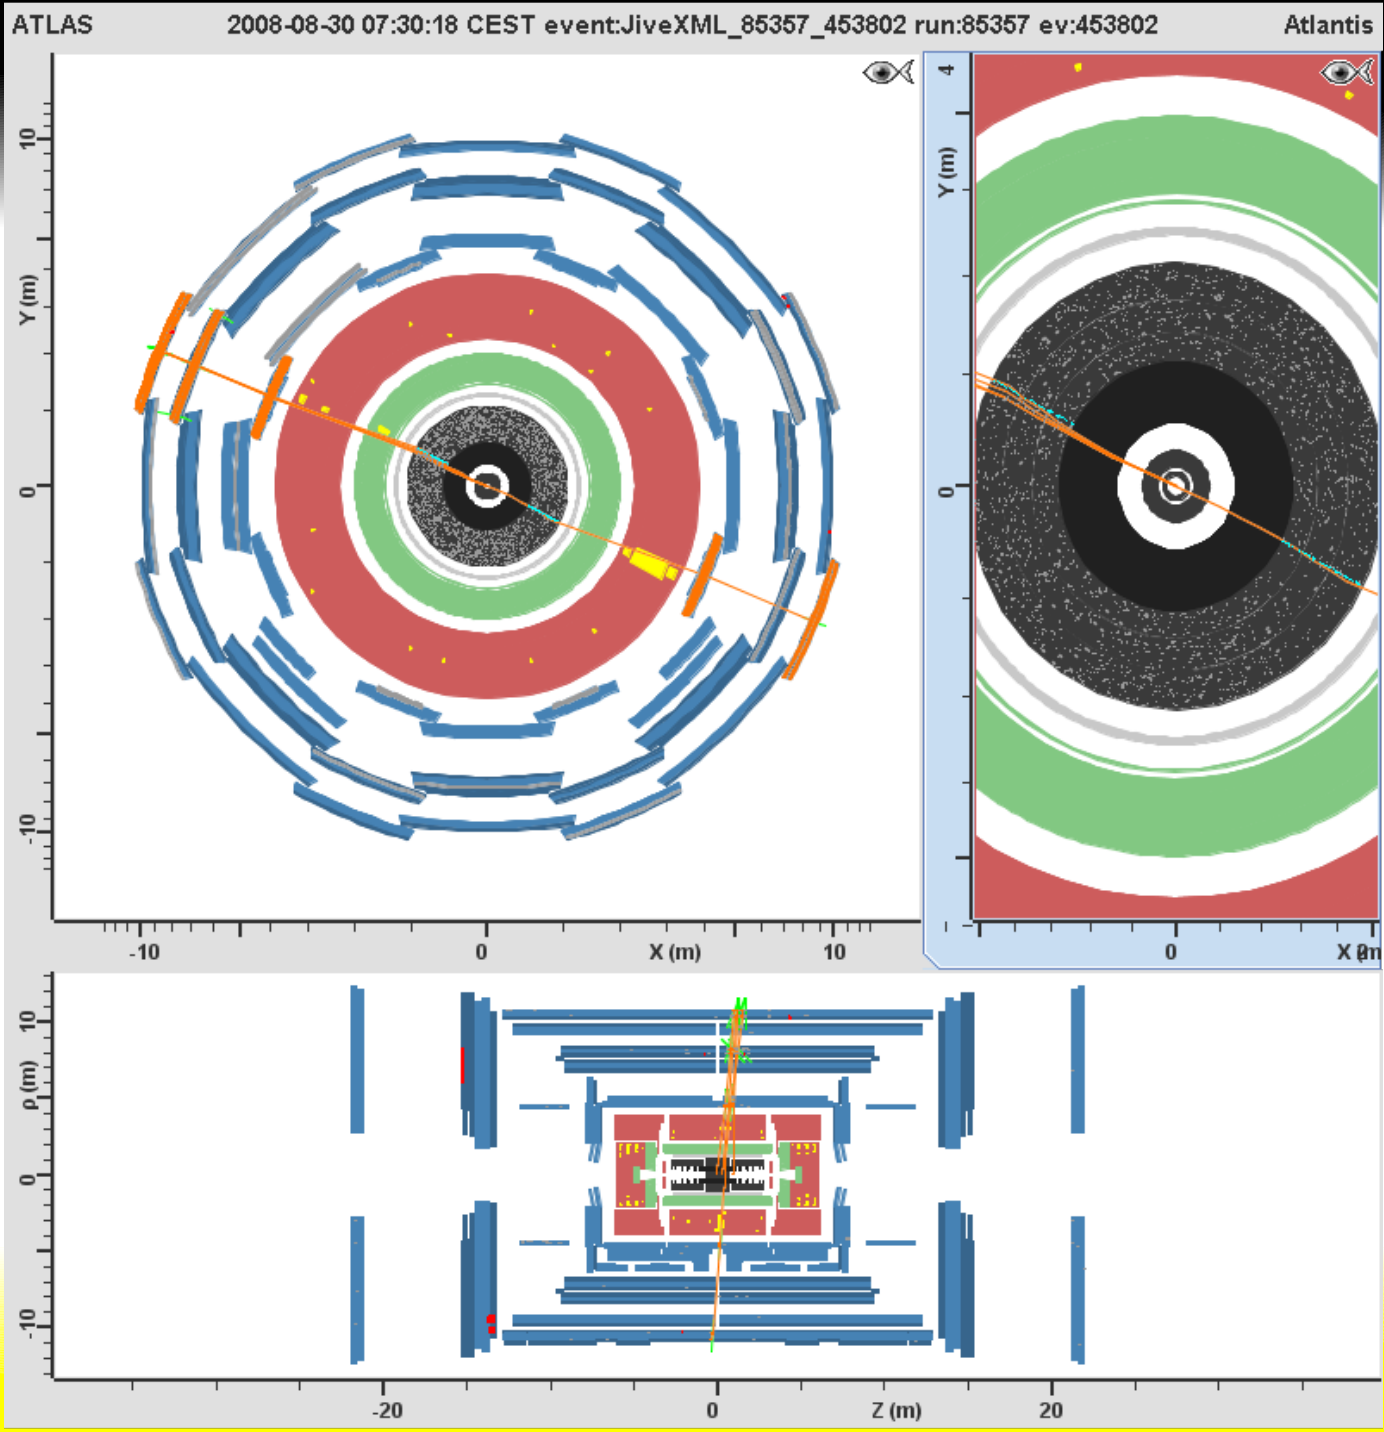 ATLAS 2008-08-30 07:30:18 CEST event:JiveXML_85357_453802 run:85357 ev:453802 Atlantis
10
Y (m)
0
-10
-10 0 X (m) 10
4
Y (m)
0
0 X (m
10
ρ (m)
0
-10
-20 0 Z (m) 20